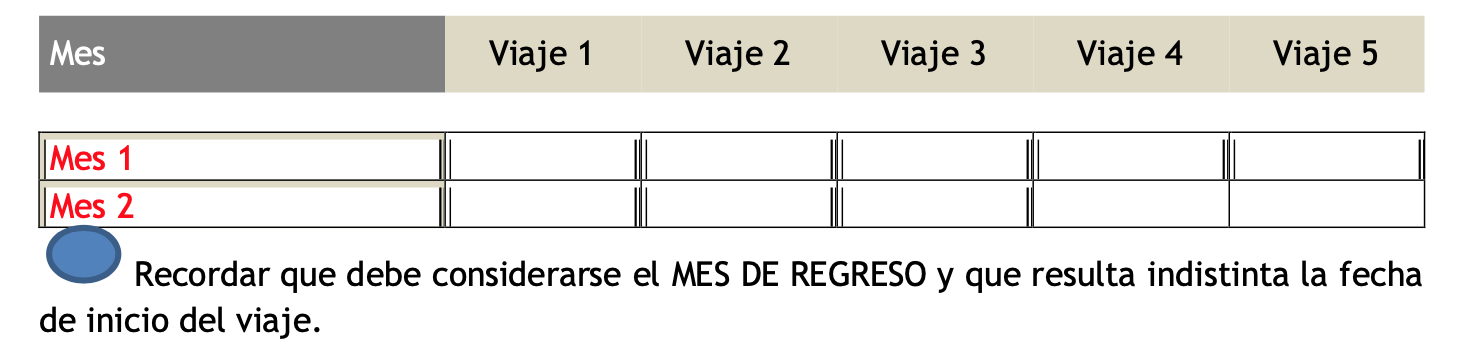 Mes Viaje 1 Viaje 2 Viaje 3 Viaje 4 Viaje 5
Mes 1
Mes 2
Recordar que debe considerarse el MES DE REGRESO y que resulta indistinta la fecha
de inicio del viaje.